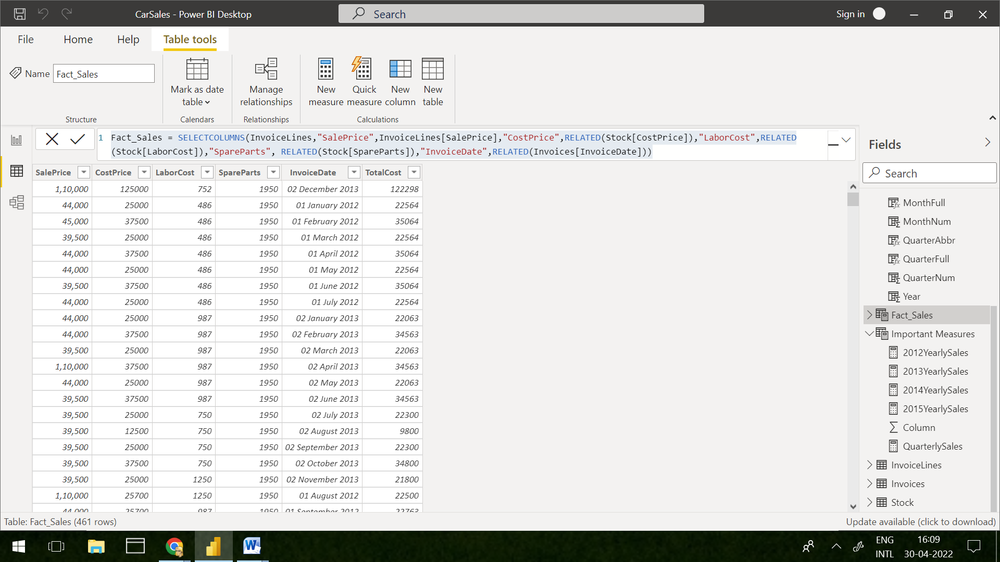 CarSales - Power BI Desktop
Search
Sign in
File Home Help Table tools
Name Fact_Sales
Mark as date table
Manage relationships
New measure
Quick measure
New column
New table
Structure Calendars Relationships Calculations
1 Fact_Sales = SELECTCOLUMNS(InvoiceLines,"SalePrice",InvoiceLines[SalePrice],"CostPrice",RELATED(Stock[CostPrice]),"LaborCost",RELATED
(Stock[LaborCost]),"SpareParts", RELATED(Stock[SpareParts]),"InvoiceDate",RELATED(Invoices[InvoiceDate]))
SalePrice CostPrice LaborCost SpareParts InvoiceDate TotalCost
1,10,000 125000 752 1950 02 December 2013 122298
44,000 25000 486 1950 01 January 2012 22564
45,000 37500 486 1950 01 February 2012 35064
39,500 25000 486 1950 01 March 2012 22564
44,000 37500 486 1950 01 April 2012 35064
44,000 25000 486 1950 01 May 2012 22564
39,500 37500 486 1950 01 June 2012 35064
44,000 25000 486 1950 01 July 2012 22564
44,000 25000 987 1950 02 January 2013 22063
44,000 37500 987 1950 02 February 2013 34563
39,500 25000 987 1950 02 March 2013 22063
1,10,000 37500 987 1950 02 April 2013 34563
44,000 25000 987 1950 02 May 2013 22063
39,500 37500 987 1950 02 June 2013 34563
39,500 25000 750 1950 02 July 2013 22300
39,500 12500 750 1950 02 August 2013 9800
39,500 25000 750 1950 02 September 2013 22300
39,500 37500 750 1950 02 October 2013 34800
39,500 25000 1250 1950 02 November 2013 21800
1,10,000 25700 1250 1950 01 August 2012 22500
44,000 25700 987 1950 01 September 2012 22763
Fields
Search
MonthFull
MonthNum
QuarterAbbr
QuarterFull
QuarterNum
Year
Fact_Sales
Important Measures
2012YearlySales
2013YearlySales
2014YearlySales
2015YearlySales
Column
QuarterlySales
InvoiceLines
Invoices
Stock
Table: Fact_Sales (461 rows)
Update available (click to download)
W
ENG
INTL
16:09
30-04-2022